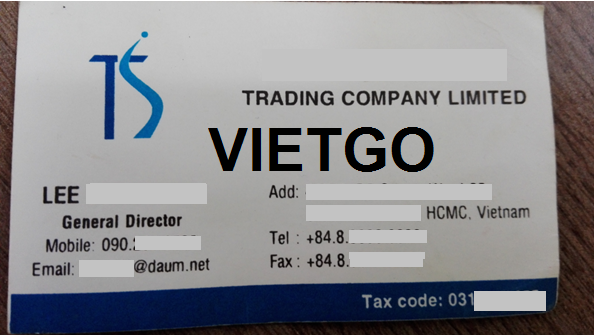 TS
TRADING COMPANY LIMITED
VIETGO
LEE
General Director
Mobile: 090.
Email: @daum.net
Add:
HCMC, Vietnam
Tel : +84.8.
Fax : +84.8.
Tax code: 031